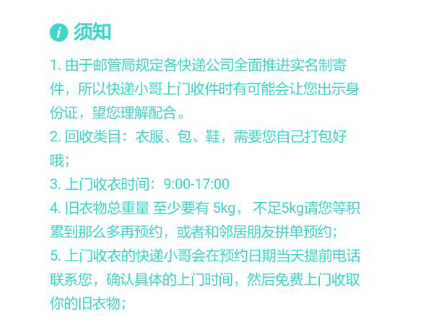 i 须知
1. 由于邮管局规定各快递公司全面推进实名制寄
件，所以快递小哥上门收件时有可能会让您出示身
份证，望您理解配合。
2. 回收类目：衣服、包、鞋，需要您自己打包好
哦；
3. 上门收衣时间：9:00-17:00
4. 旧衣物总重量 至少要有 5kg， 不足5kg请您等积
累到那么多再预约，或者和邻居朋友拼单预约；
5. 上门收衣的快递小哥会在预约日期当天提前电话
联系您，确认具体的上门时间，然后免费上门收取
你的旧衣物；